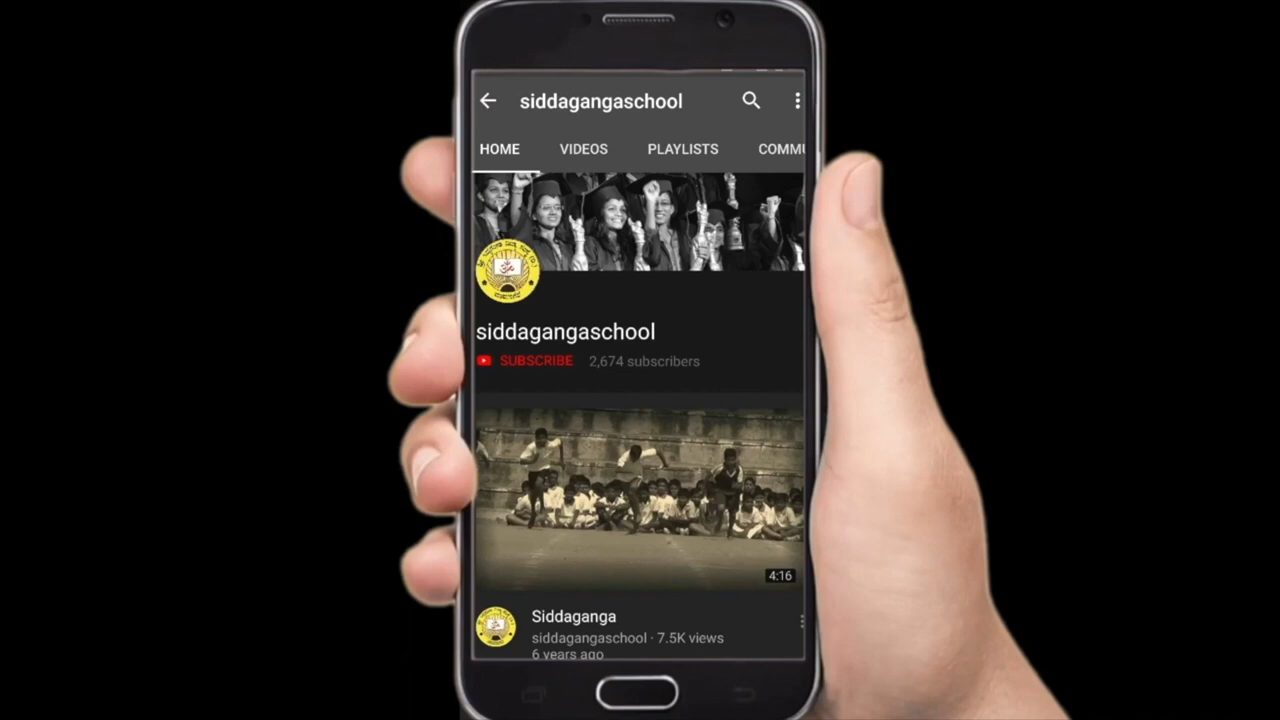 siddagangaschool
HOME VIDEOS PLAYLISTS COMMU
siddagangaschool
SUBSCRIBE 2,674 subscribers
4:16
Siddaganga
siddagangaschool · 7.5K views
6 years ago